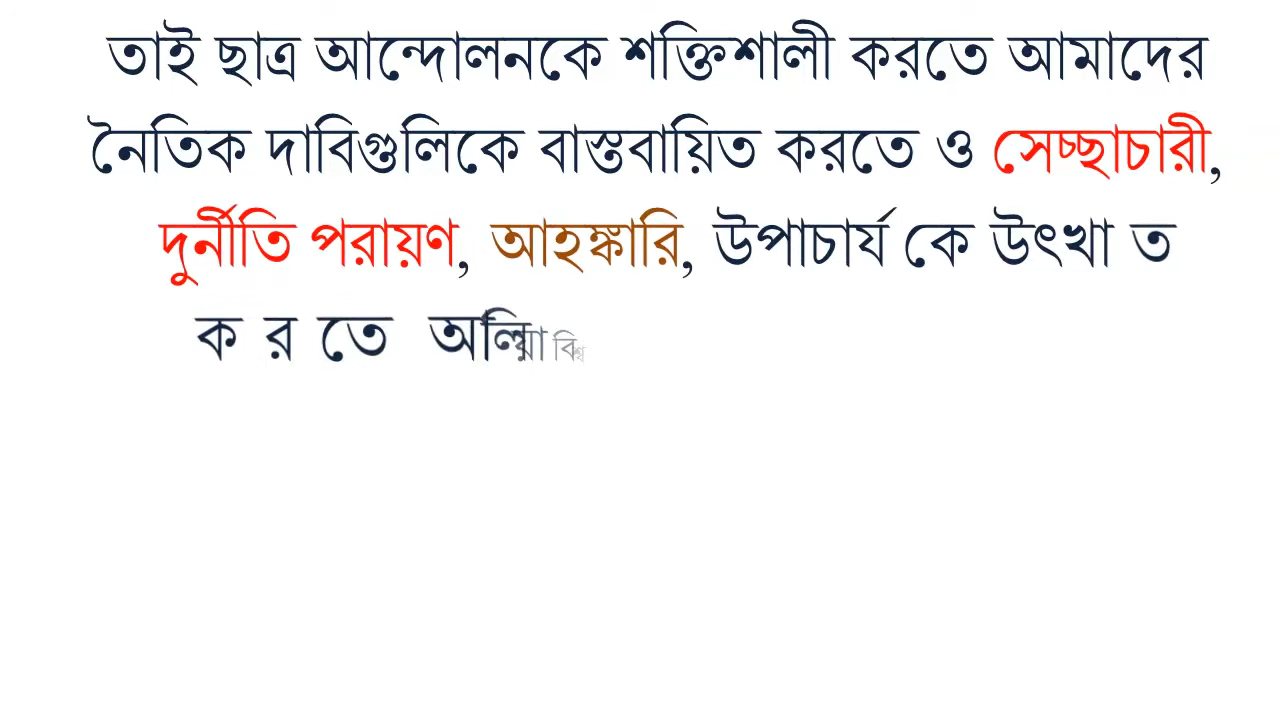 তাই ছাত্র আন্দোলনকে শক্তিশালী করতে আমাদের
নৈতিক দাবিগুলিকে বাস্তবায়িত করতে ও সেচ্ছাচারী,
দুর্নীতি পরায়ণ, আহঙ্কারি, উপাচার্য কে উৎখা ত
ক র তে